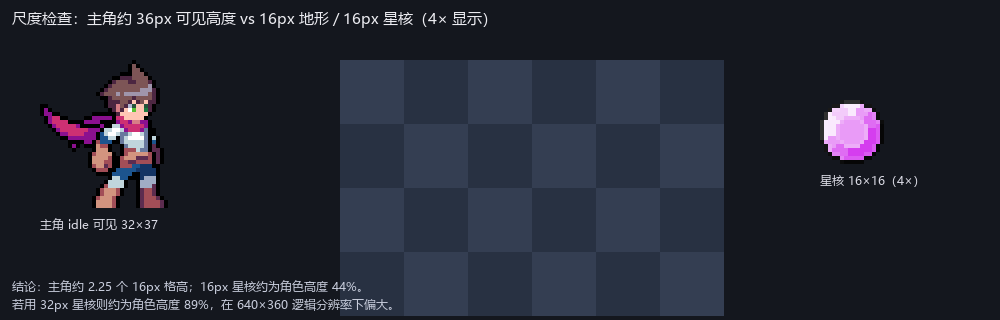 尺度检查：主角约 36px 可见高度 vs 16px 地形 / 16px 星核（4× 显示）
星核 16×16（4×）
主角 idle 可见 32×37
结论：主角约 2.25 个 16px 格高；16px 星核约为角色高度 44%。
若用 32px 星核则约为角色高度 89%，在 640×360 逻辑分辨率下偏大。